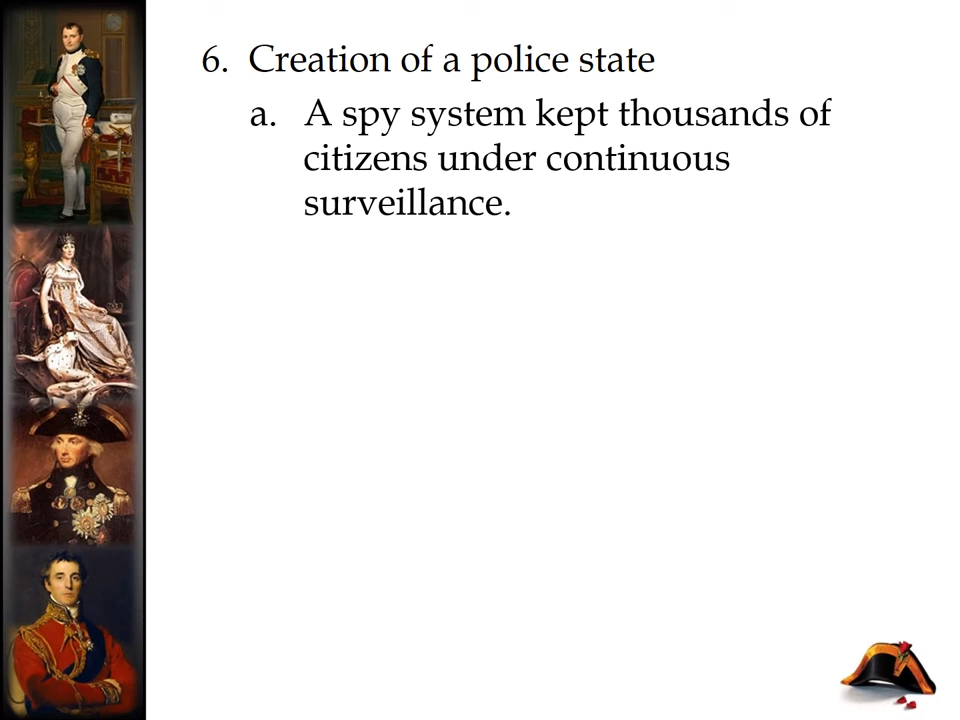 6. Creation of a police state
a. A spy system kept thousands of
citizens under continuous
surveillance.